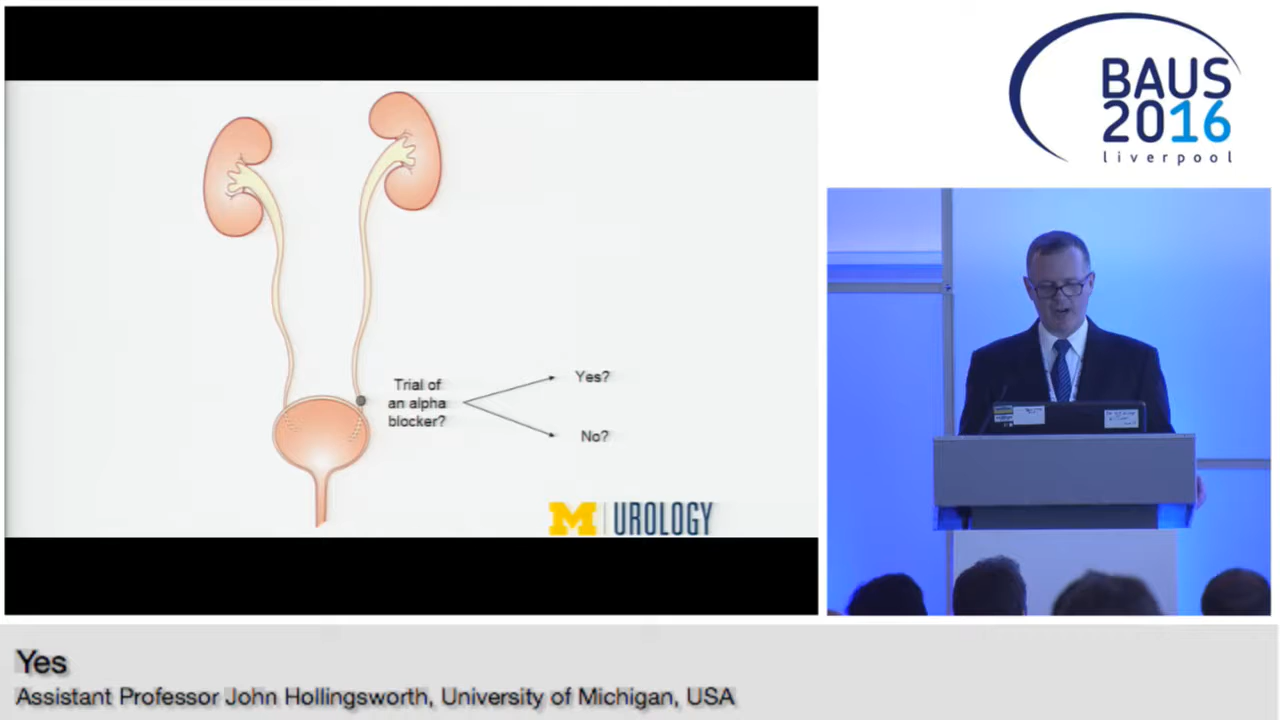 BAUS
2016
liverpool
Trial of
an alpha
blocker?
Yes?
No?
M UROLOGY
Yes
Assistant Professor John Hollingsworth, University of Michigan, USA